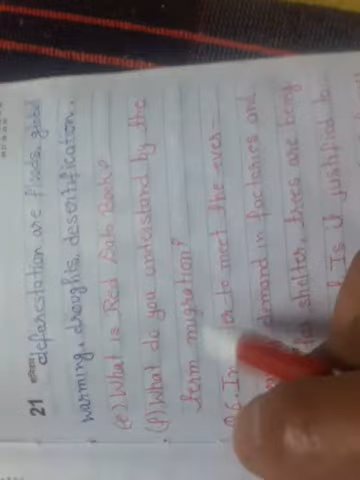 21
deforestation are floods, global
warming, droughts, desertification.
(e) What is Red Data Book?
(f) What do you understand by the
term migration?
Q6. In to meet the ever-
demand in factories and
for shelter, trees are being
Is it justified to